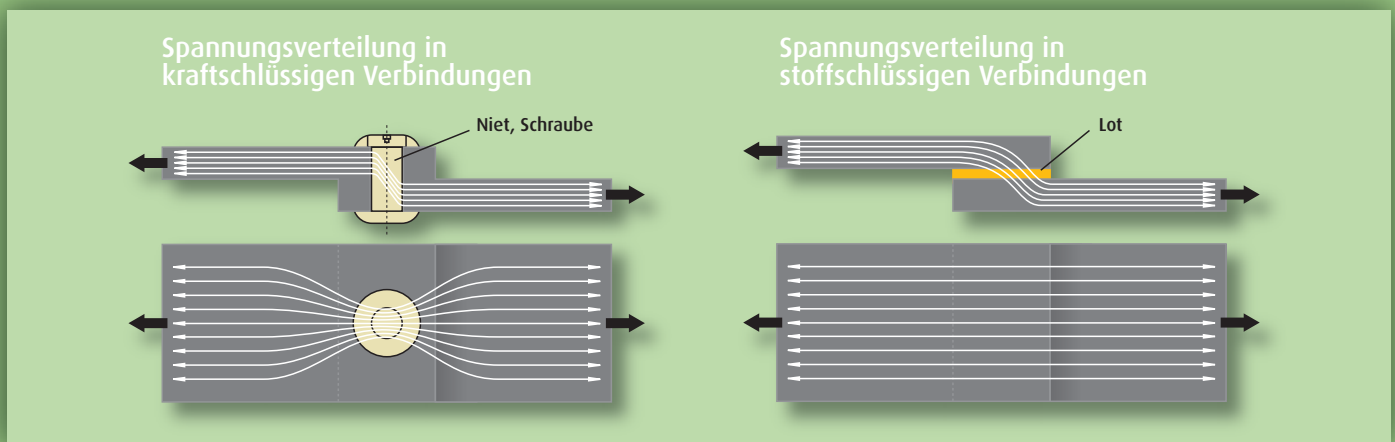 Spannungsverteilung in
kraftschlüssigen Verbindungen
Niet, Schraube
Spannungsverteilung in
stoffschlüssigen Verbindungen
Lot